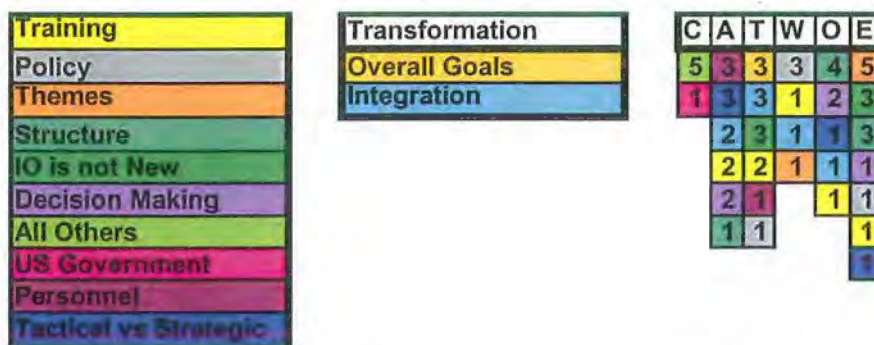 Training
Policy
Themes
Structure
IO is not New
Decision Making
All Others
US Government
Personnel
Tactical vs Strategic
Transformation
Overall Goals
Integration
C A T W O E
5 3 3 3 4 5
1 3 3 1 2 3
2 3 1 1 3
2 2 1 1 1
2 1 1 1
1 1 1
1